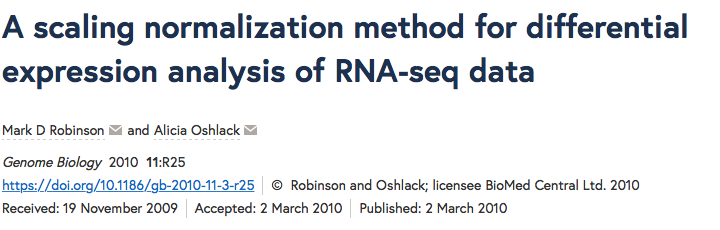 A scaling normalization method for differential
expression analysis of RNA-seq data
Mark D Robinson and Alicia Oshlack
Genome Biology 2010 11:R25
https://doi.org/10.1186/gb-2010-11-3-r25 © Robinson and Oshlack; licensee BioMed Central Ltd. 2010
Received: 19 November 2009 Accepted: 2 March 2010 Published: 2 March 2010